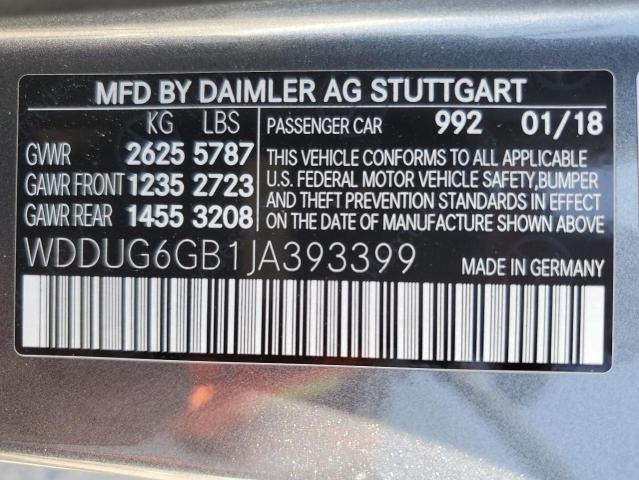 MFD BY DAIMLER AG STUTTGART
KG LBS
GWR 2625 5787
GAWR FRONT 1235 2723
GAWR REAR 1455 3208
PASSENGER CAR 992 01/18
THIS VEHICLE CONFORMS TO ALL APPLICABLE
U.S. FEDERAL MOTOR VEHICLE SAFETY, BUMPER
AND THEFT PREVENTION STANDARDS IN EFFECT
ON THE DATE OF MANUFACTURE SHOWN ABOVE
WDDUG6GB1JA393399
MADE IN GERMANY